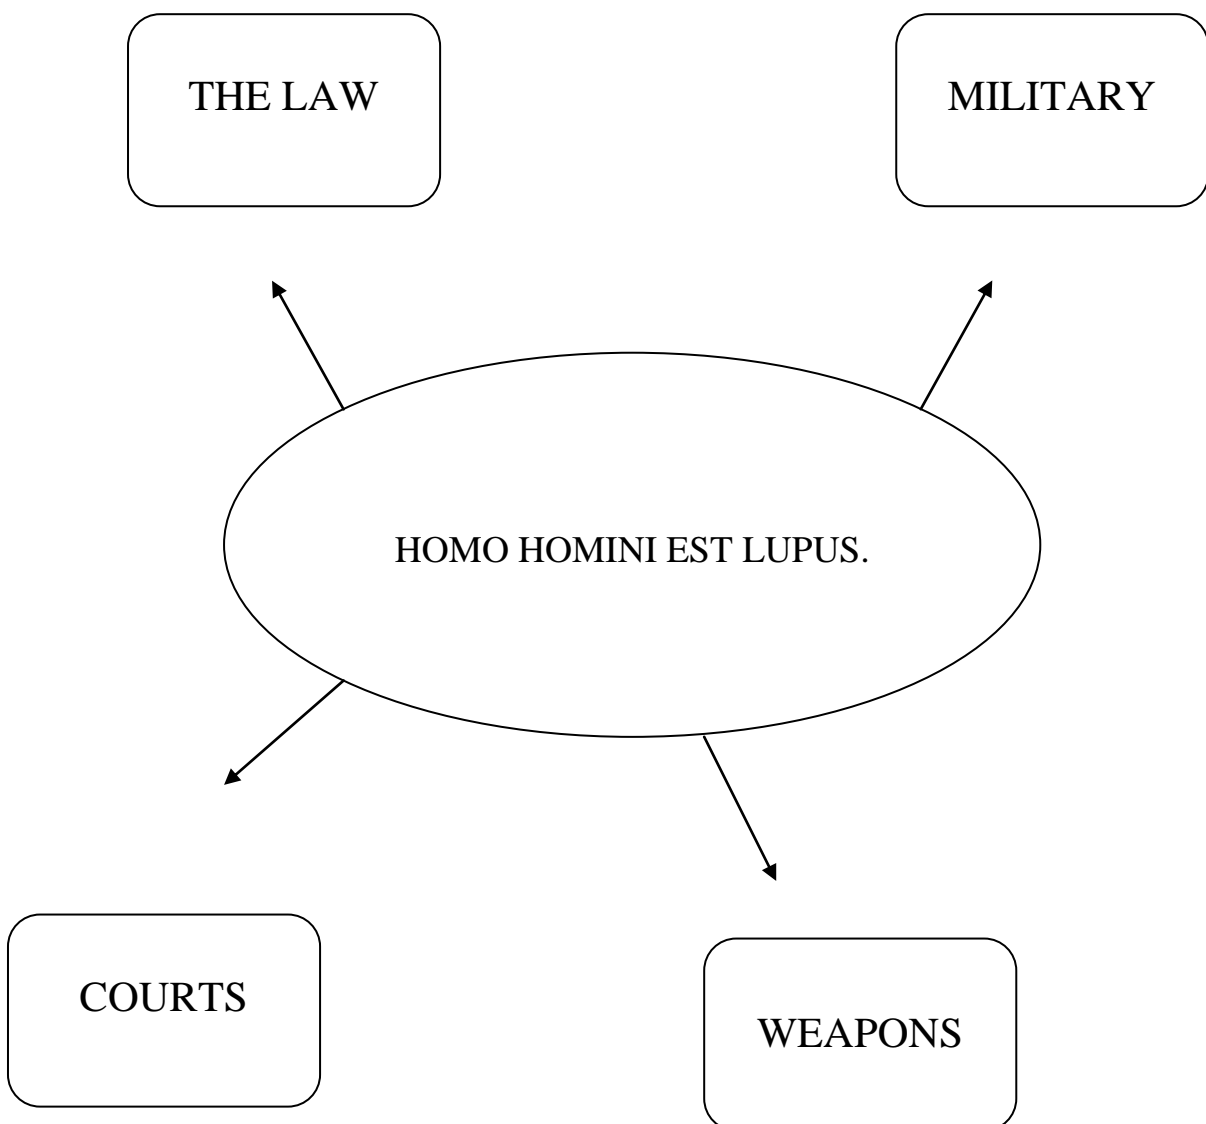 THE LAW
MILITARY
HOMO HOMINI EST LUPUS.
COURTS
WEAPONS